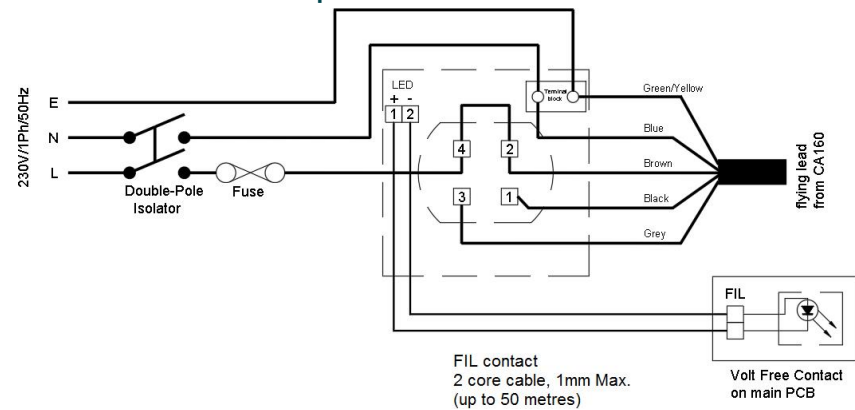 230V/1Ph/50Hz
E
N
L
Double-Pole
Isolator
Fuse
LED
+ -
1 2
4 2
3 1
Terminal
block
Green/Yellow
Blue
Brown
Black
Grey
flying lead
from CA160
FIL
Volt Free Contact
on main PCB
FIL contact
2 core cable, 1mm Max.
(up to 50 metres)